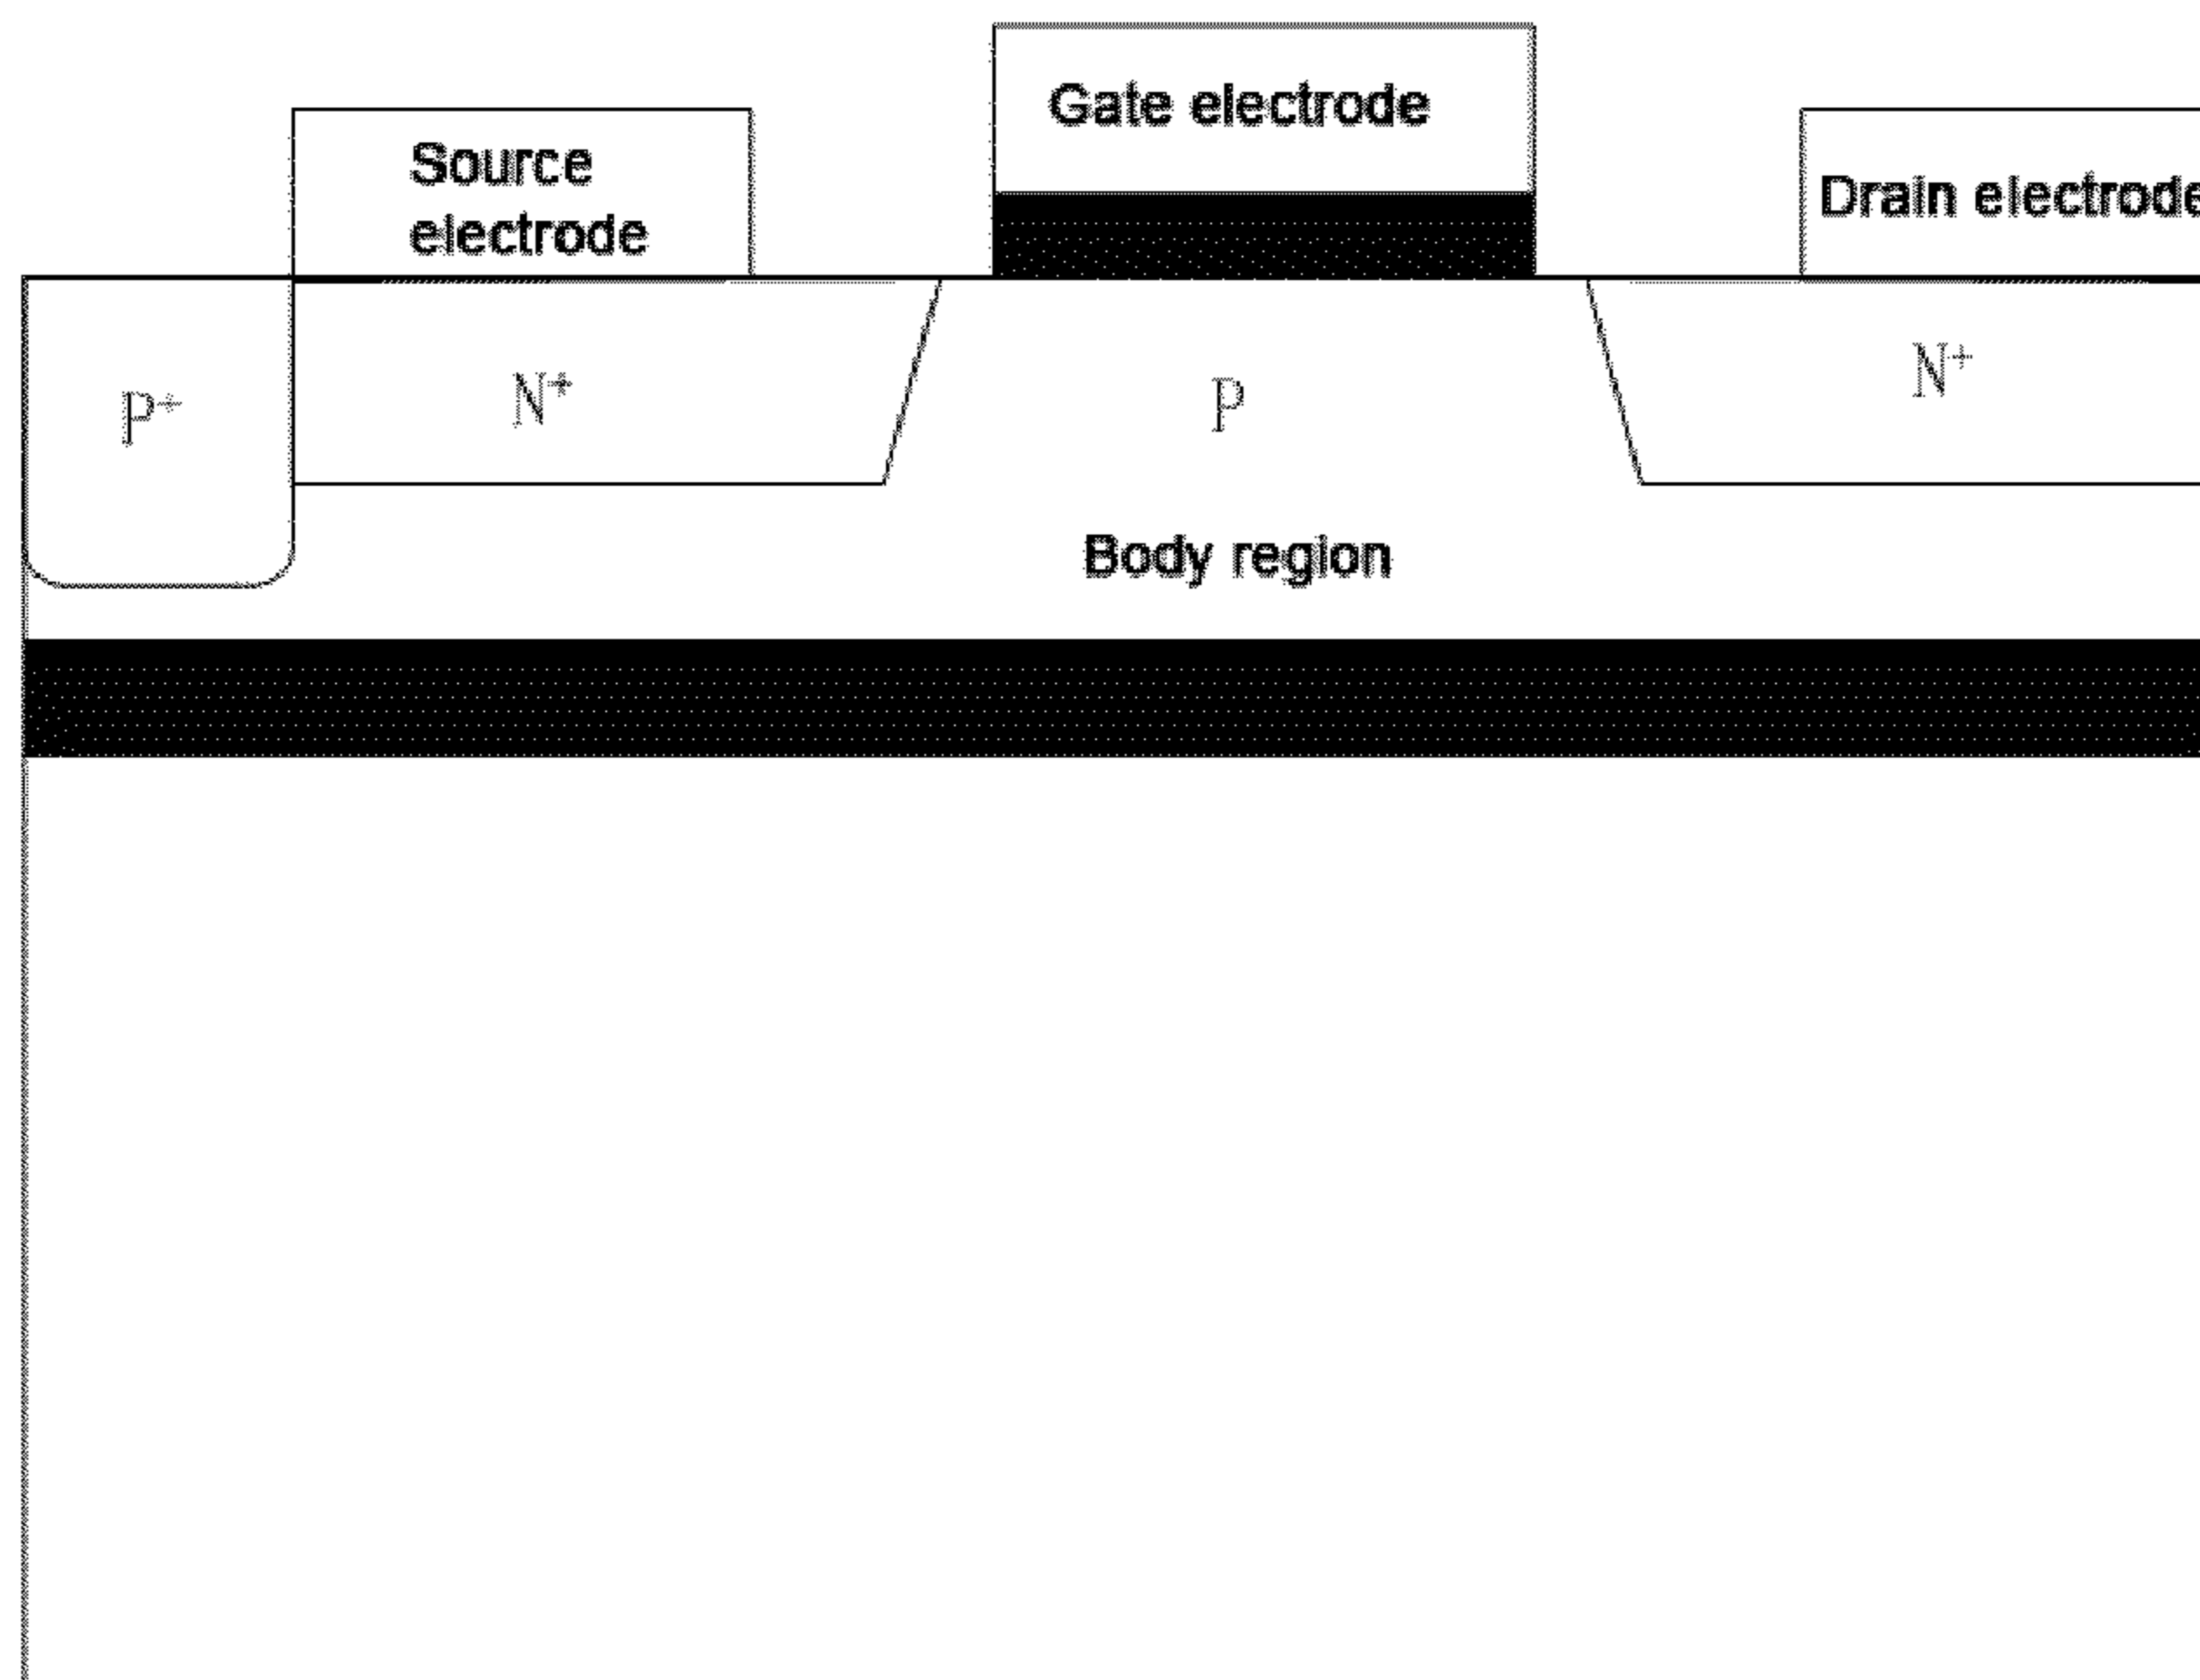 Gate electrode
Source
electrode
Drain electrode
P+
N+
P
N+
Body region